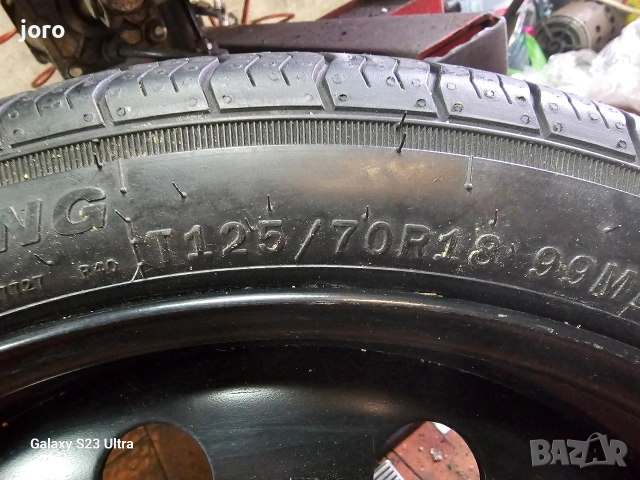 joro
NG
T125/70R18 99M
Galaxy S23 Ultra
BAZAR